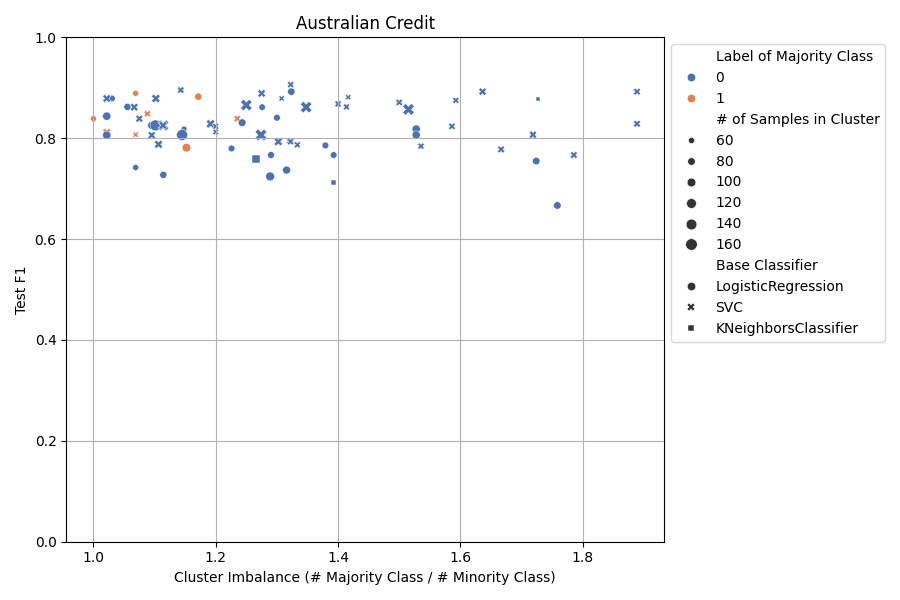 Australian Credit
1.0
0.8
0.6
0.4
0.2
0.0
Test F1
1.0
1.2
1.4
1.6
1.8
Cluster Imbalance (# Majority Class / # Minority Class)
Label of Majority Class
0
1
# of Samples in Cluster
60
80
100
120
140
160
Base Classifier
LogisticRegression
SVC
KNeighborsClassifier